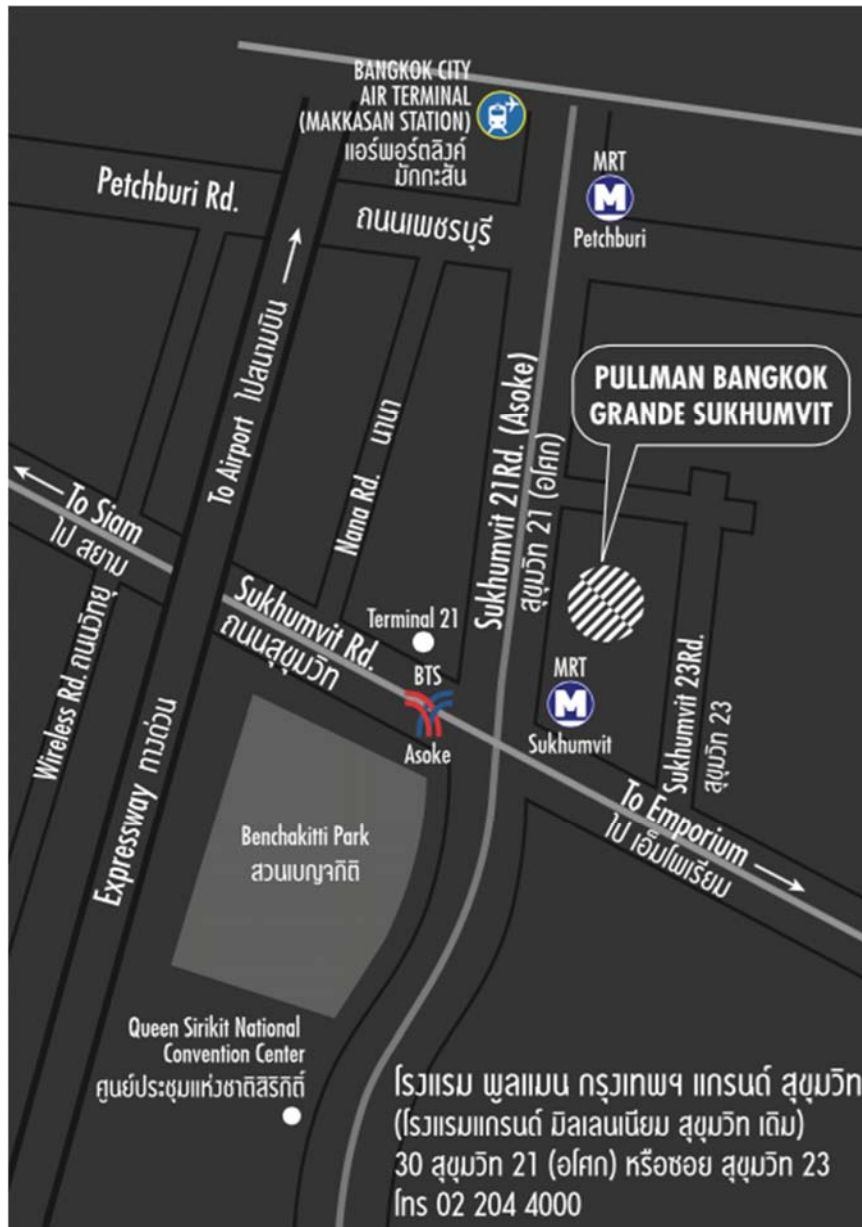 BANGKOK CITY
AIR TERMINAL
(MAKKASAN STATION)
แอร์พอร์ตลิงค์
มักกะสัน
MRT
M
Petchburi
Petchburi Rd.
ถนนเพชรบุรี
To Airport ไปสนามบิน
PULLMAN BANGKOK
GRANDE SUKHUMVIT
Nana Rd. นานา
Sukhumvit 21Rd. (Asoke)
สุขุมวิท 21 (อโศก)
To Siam
ไป สยาม
Sukhumvit Rd.
ถนนสุขุมวิท
Terminal 21
BTS
Asoke
MRT
M
Sukhumvit
Sukhumvit 23Rd.
สุขุมวิท 23
Wireless Rd. ถนนวิทยุ
Expressway ทางด่วน
To Emporium
ไป เอ็มโพเรียม
Benchakitti Park
สวนเบญจกิติ
Queen Sirikit National
Convention Center
ศูนย์ประชุมแห่งชาติสิริกิติ์
โรงแรม พูลแมน กรุงเทพฯ แกรนด์ สุขุมวิท
(โรงแรมแกรนด์ มิลเลนเนียม สุขุมวิท เดิม)
30 สุขุมวิท 21 (อโศก) หรือซอย สุขุมวิท 23
โทร 02 204 4000